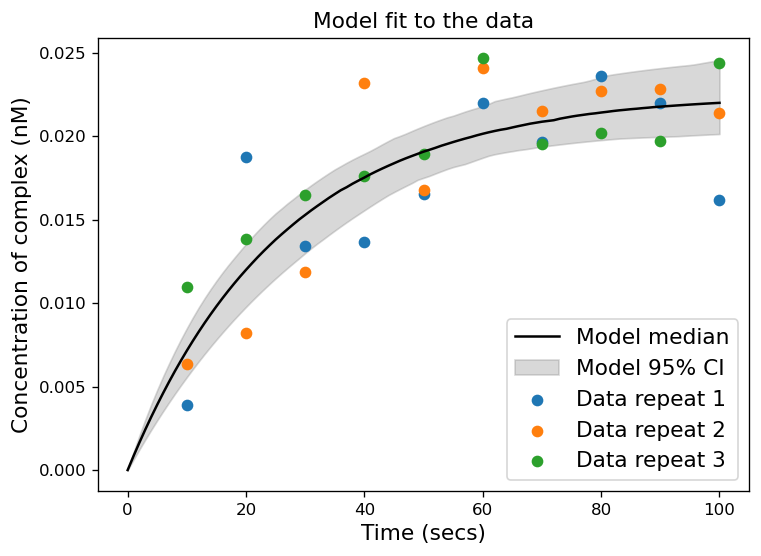 Model fit to the data
Concentration of complex (nM)
0.025
0.020
0.015
0.010
0.005
0.000
0 20 40 60 80 100
Time (secs)
Model median
Model 95% CI
Data repeat 1
Data repeat 2
Data repeat 3